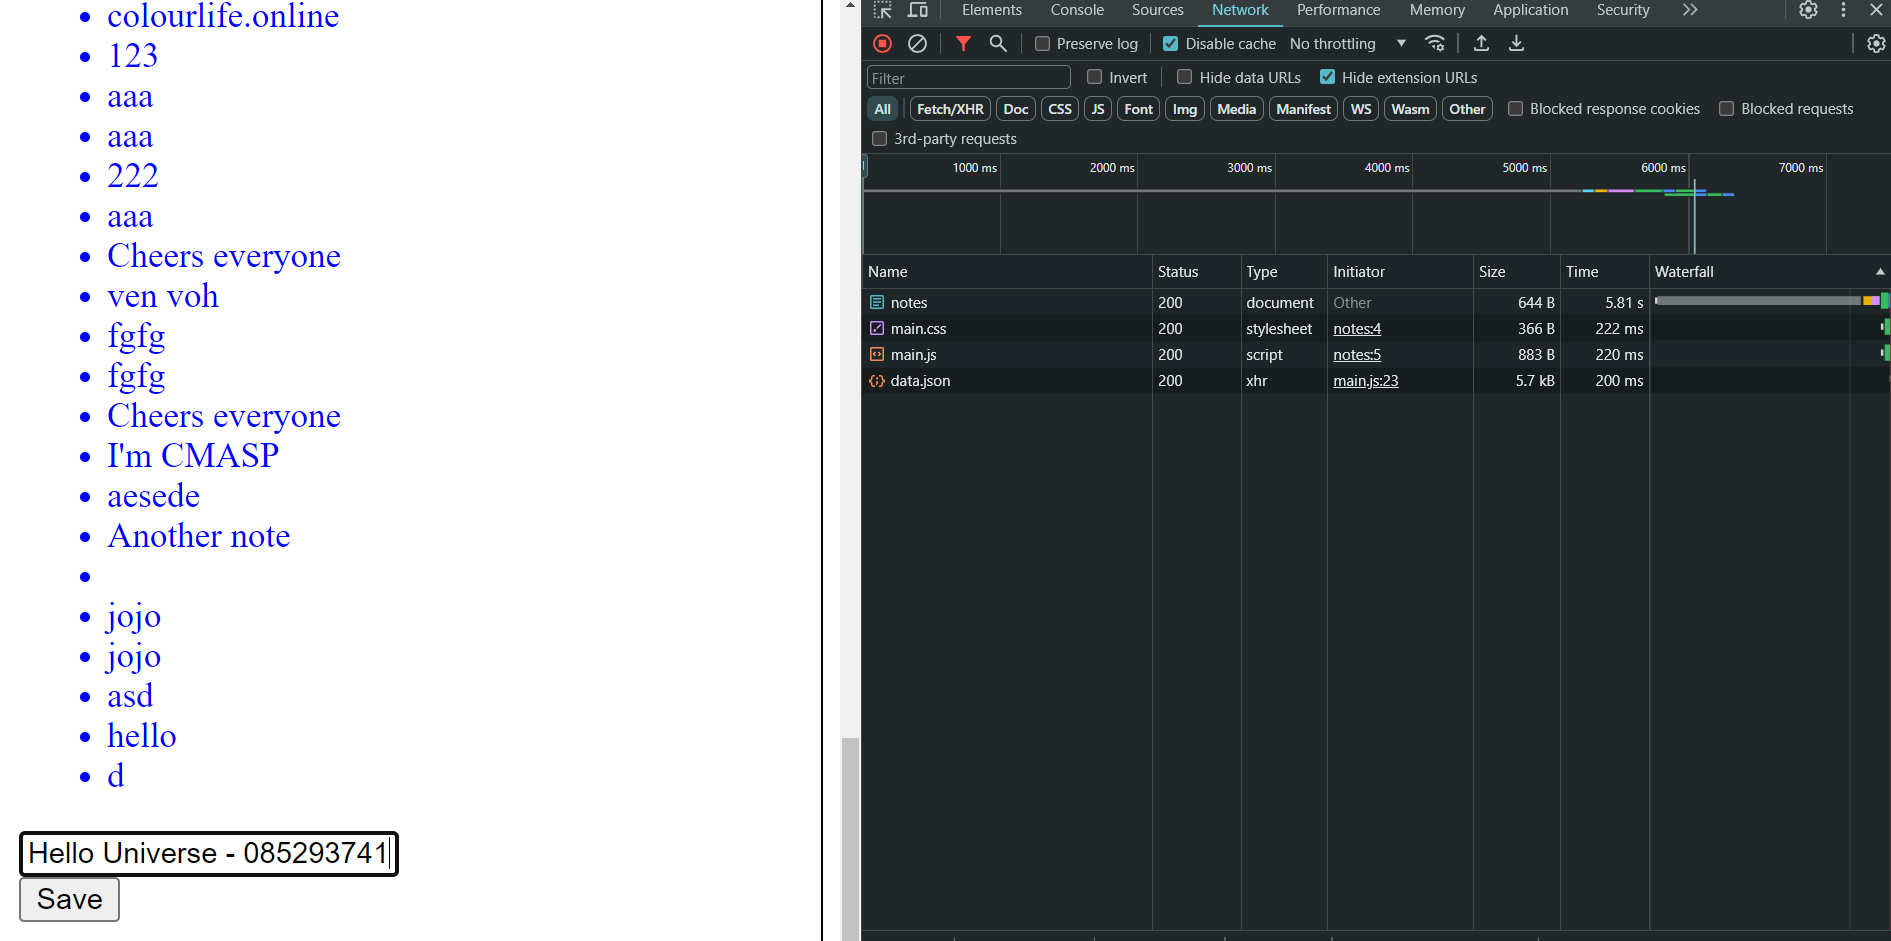 colourlife.online
123
aaa
aaa
222
aaa
Cheers everyone
ven voh
fgfg
fgfg
Cheers everyone
I'm CMASP
aesede
Another note
jojo
jojo
asd
hello
d
Hello Universe - 085293741
Save
Elements Console Sources Network Performance Memory Application Security
Preserve log Disable cache No throttling
Filter Invert Hide data URLs Hide extension URLs
All Fetch/XHR Doc CSS JS Font Img Media Manifest WS Wasm Other Blocked response cookies Blocked requests
3rd-party requests
1000 ms 2000 ms 3000 ms 4000 ms 5000 ms 6000 ms 7000 ms
Name Status Type Initiator Size Time Waterfall
notes 200 document Other 644 B 5.81 s
main.css 200 stylesheet notes:4 366 B 222 ms
main.js 200 script notes:5 883 B 220 ms
data.json 200 xhr main.js:23 5.7 kB 200 ms